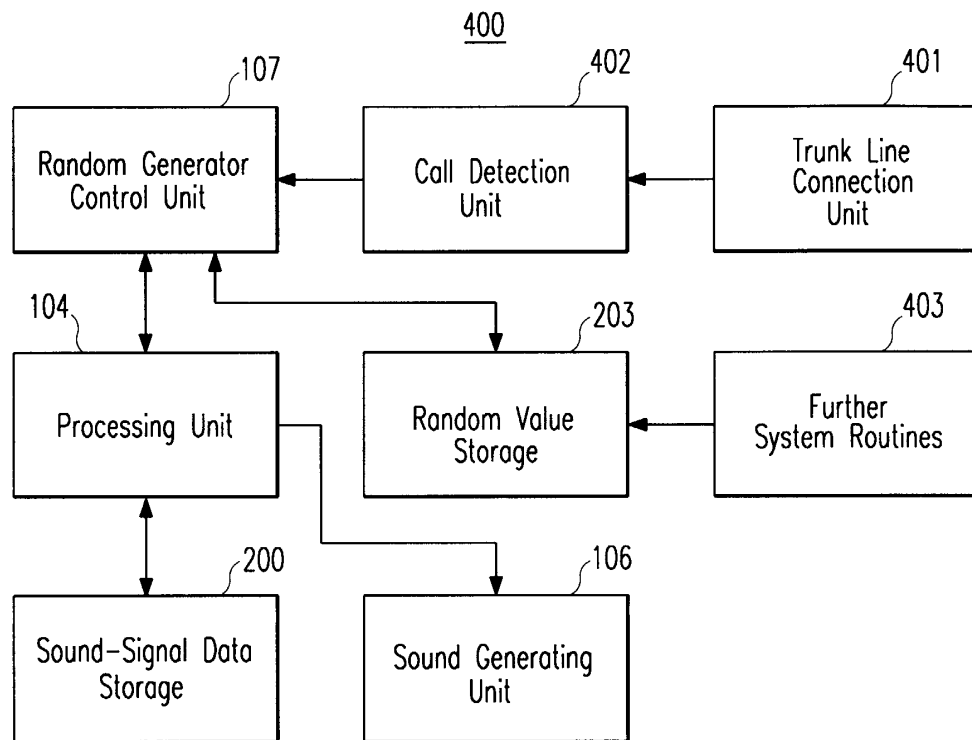 400
107
402
401
Random Generator
Control Unit
Call Detection
Unit
Trunk Line
Connection
Unit
104
203
403
Processing Unit
Random Value
Storage
Further
System Routines
200
106
Sound-Signal Data
Storage
Sound Generating
Unit